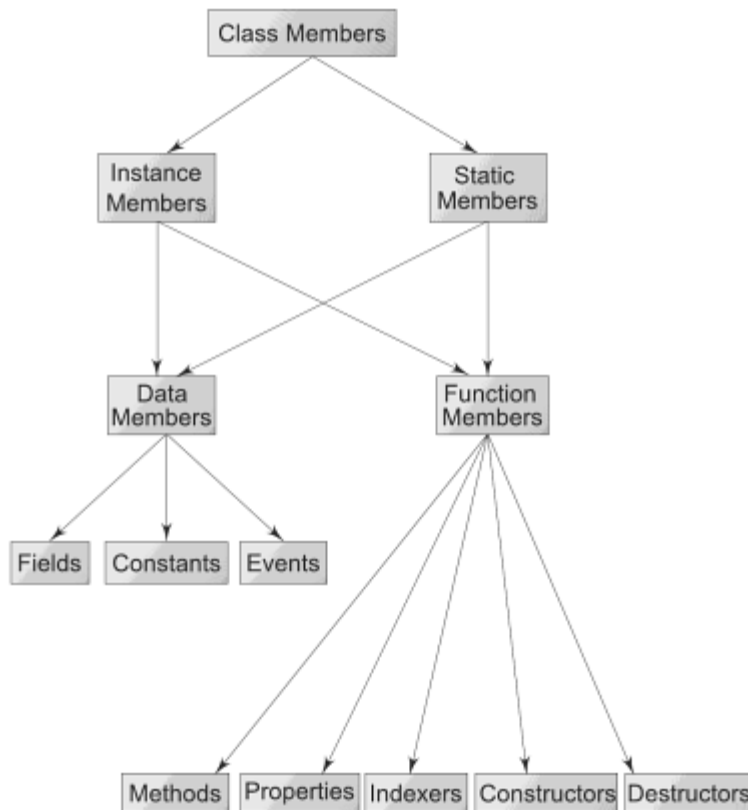 Class Members
Instance
Members
Static
Members
Data
Members
Function
Members
Fields
Constants
Events
Methods
Properties
Indexers
Constructors
Destructors